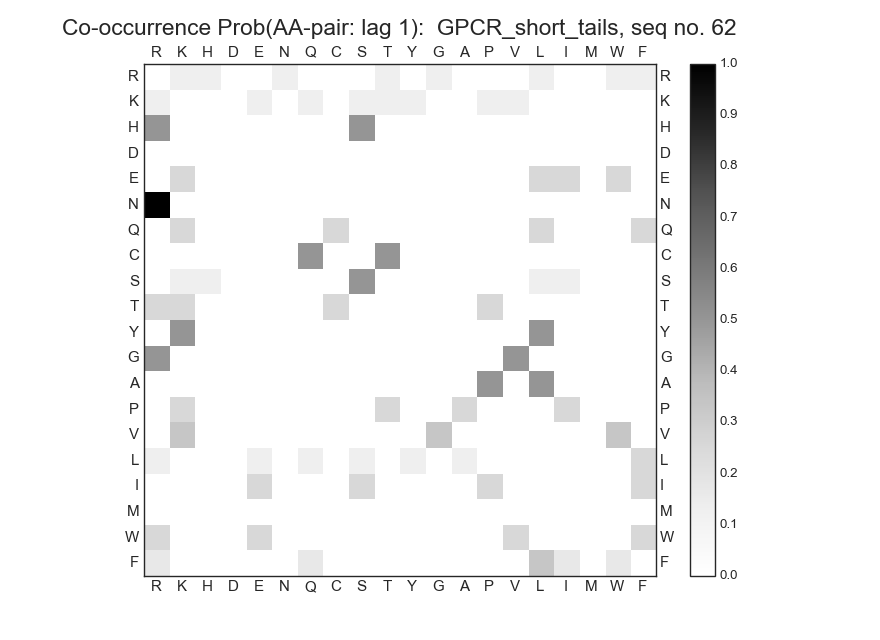 Co-occurrence Prob(AA-pair: lag 1):  GPCR_short_tails, seq no. 62
R K H D E N Q C S T Y G A P V L I M W F
R R 1.0
K K
0.9
H H
D D 0.8
E E
0.7
N N
Q Q 0.6
C C
S S
0.5
T T
Y Y
0.4
G G
A A
0.3
P P
V V
0.2
L L
I I
0.1
M M
W W
F F
0.0
R K H D E N Q C S T Y G A P V L I M W F